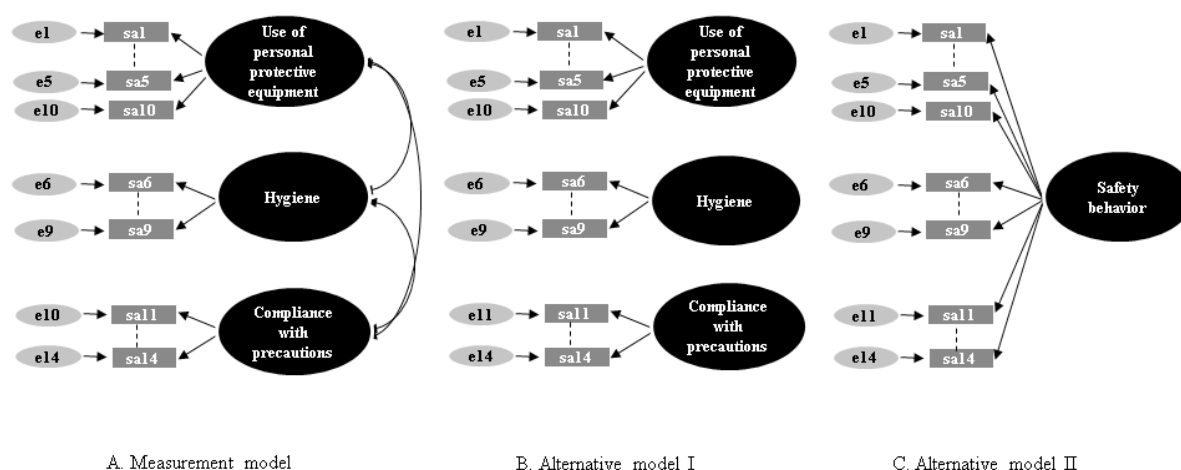 e1
sa1
e5
sa5
e10
sa10
Use of
personal
protective
equipment
e6
sa6
e9
sa9
Hygiene
e10
sa11
e14
sa14
Compliance
with
precautions
A. Measurement model
e1
sa1
e5
sa5
e10
sa10
Use of
personal
protective
equipment
e6
sa6
e9
sa9
Hygiene
e11
sa11
e14
sa14
Compliance
with
precautions
B. Alternative model I
e1
sa1
e5
sa5
e10
sa10
e6
sa6
e9
sa9
e11
sa11
e14
sa14
Safety
behavior
C. Alternative model II